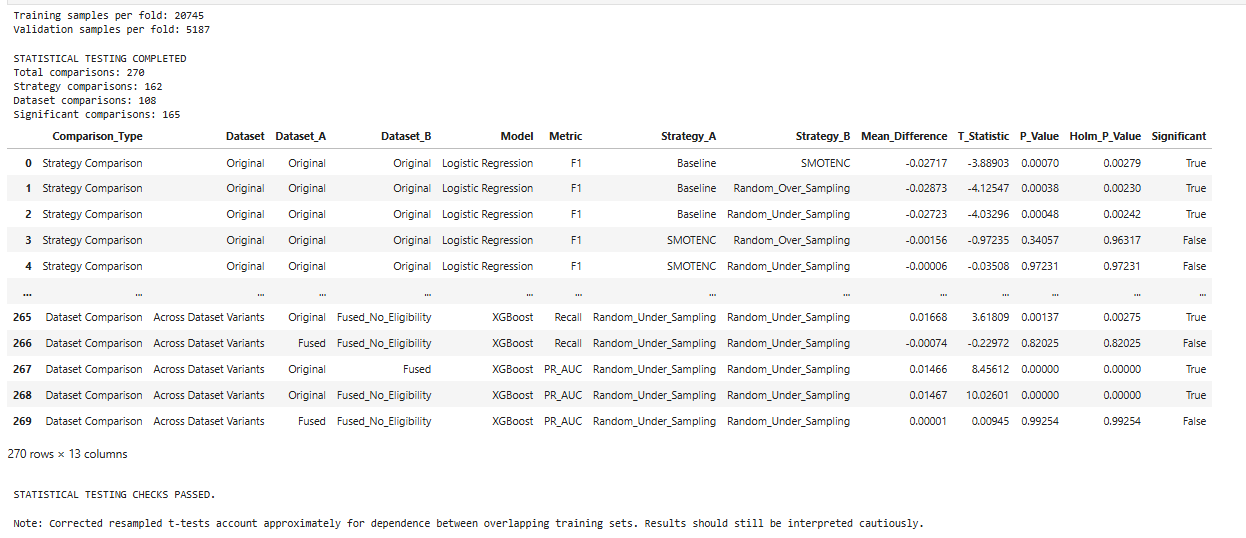 Training samples per fold: 20745
Validation samples per fold: 5187
STATISTICAL TESTING COMPLETED
Total comparisons: 270
Strategy comparisons: 162
Dataset comparisons: 108
Significant comparisons: 165
Comparison_Type Dataset Dataset_A Dataset_B Model Metric Strategy_A Strategy_B Mean_Difference T_Statistic P_Value Holm_P_Value Significant
0 Strategy Comparison Original Original Original Logistic Regression F1 Baseline SMOTENC -0.02717 -3.88903 0.00070 0.00279 True
1 Strategy Comparison Original Original Original Logistic Regression F1 Baseline Random_Over_Sampling -0.02873 -4.12547 0.00038 0.00230 True
2 Strategy Comparison Original Original Original Logistic Regression F1 Baseline Random_Under_Sampling -0.02723 -4.03296 0.00048 0.00242 True
3 Strategy Comparison Original Original Original Logistic Regression F1 SMOTENC Random_Over_Sampling -0.00156 -0.97235 0.34057 0.96317 False
4 Strategy Comparison Original Original Original Logistic Regression F1 SMOTENC Random_Under_Sampling -0.00006 -0.03508 0.97231 0.97231 False
... ... ... ... ... ... ... ... ... ... ... ... ... ...
265 Dataset Comparison Across Dataset Variants Original Fused_No_Eligibility XGBoost Recall Random_Under_Sampling Random_Under_Sampling 0.01668 3.61809 0.00137 0.00275 True
266 Dataset Comparison Across Dataset Variants Fused Fused_No_Eligibility XGBoost Recall Random_Under_Sampling Random_Under_Sampling -0.00074 -0.22972 0.82025 0.82025 False
267 Dataset Comparison Across Dataset Variants Original Fused XGBoost PR_AUC Random_Under_Sampling Random_Under_Sampling 0.01466 8.45612 0.00000 0.00000 True
268 Dataset Comparison Across Dataset Variants Original Fused_No_Eligibility XGBoost PR_AUC Random_Under_Sampling Random_Under_Sampling 0.01467 10.02601 0.00000 0.00000 True
269 Dataset Comparison Across Dataset Variants Fused Fused_No_Eligibility XGBoost PR_AUC Random_Under_Sampling Random_Under_Sampling 0.00001 0.00945 0.99254 0.99254 False
270 rows × 13 columns
STATISTICAL TESTING CHECKS PASSED.
Note: Corrected resampled t-tests account approximately for dependence between overlapping training sets. Results should still be interpreted cautiously.